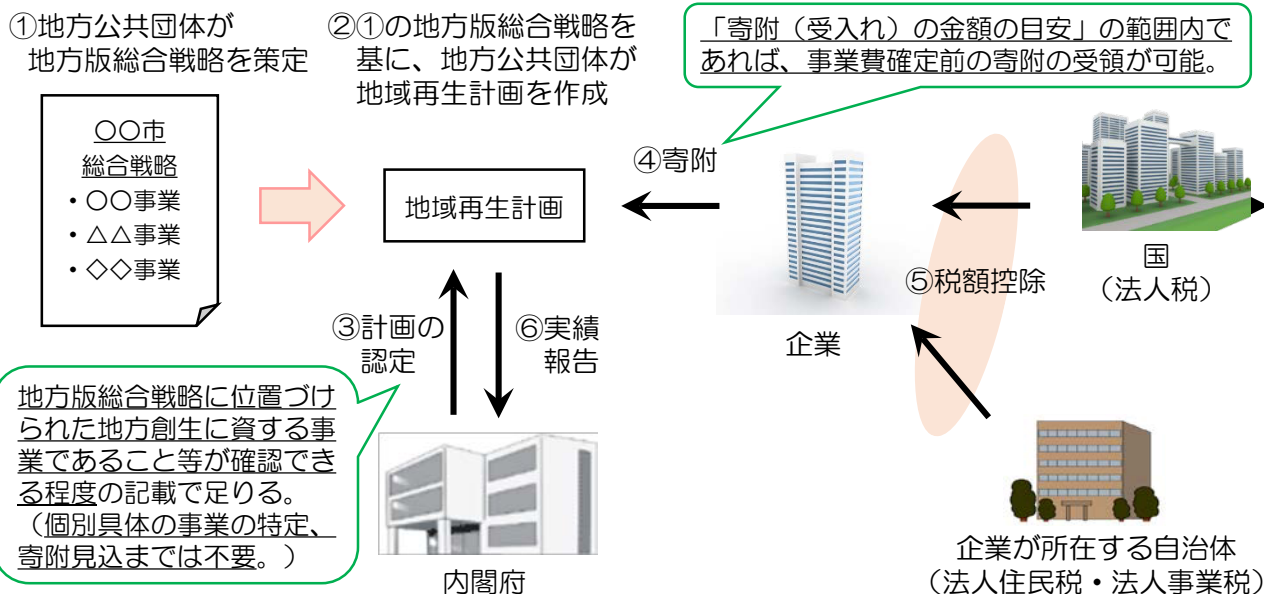 ①地方公共団体が
地方版総合戦略を策定
〇〇市
総合戦略
・〇〇事業
・△△事業
・◇◇事業
②①の地方版総合戦略を
基に、地方公共団体が
地域再生計画を作成
地域再生計画
「寄附（受入れ）の金額の目安」の範囲内で
あれば、事業費確定前の寄附の受領が可能。
④寄附
企業
⑤税額控除
国
（法人税）
③計画の
認定
⑥実績
報告
地方版総合戦略に位置づけ
られた地方創生に資する事
業であること等が確認でき
る程度の記載で足りる。
（個別具体の事業の特定、
寄附見込までは不要。）
内閣府
企業が所在する自治体
（法人住民税・法人事業税）